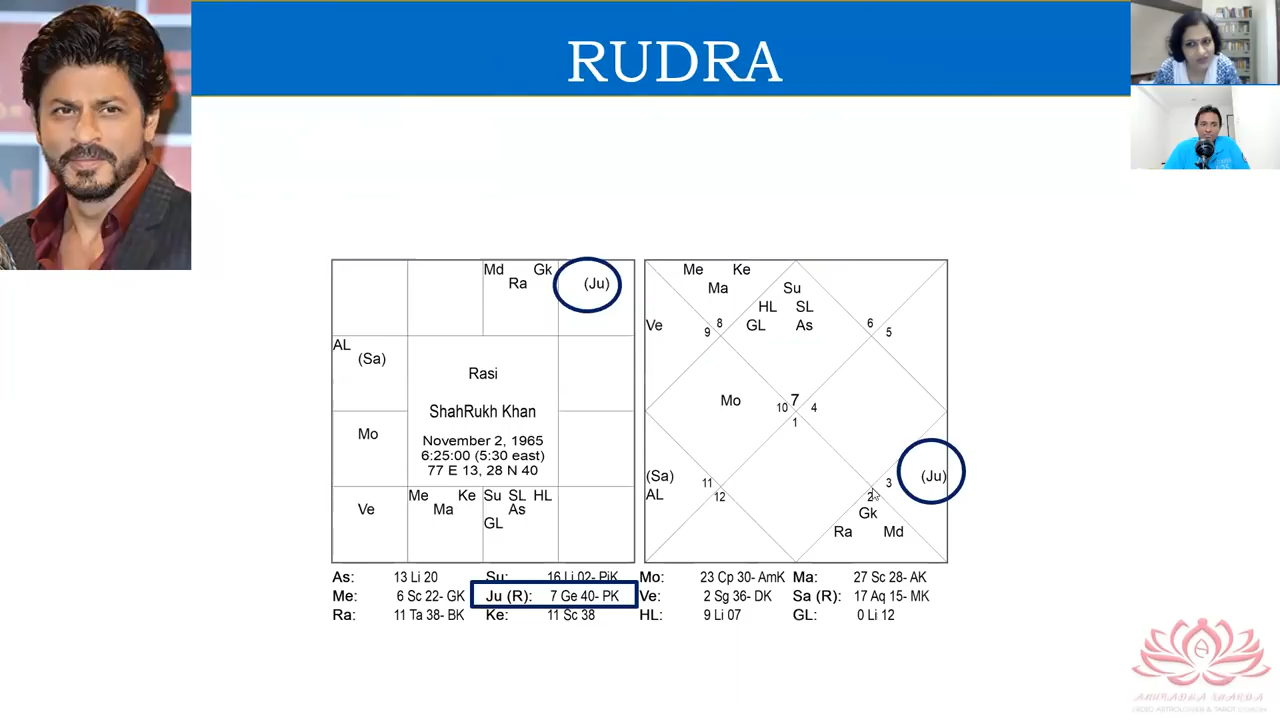 RUDRA
Md Gk
Ra (Ju)
AL
(Sa)
Rasi
ShahRukh Khan
Mo
November 2, 1965
6:25:00 (5:30 east)
77 E 13, 28 N 40
Me Ke Su SL HL
Ve Ma As
GL
Me Ke
Ma Su
HL SL
Ve GL As
8 6
9 5
Mo 7
10 4
1
(Sa) (Ju)
11 3
AL 12 2
Gk
Ra Md
As: 13 Li 20 Su: 16 Li 02- PiK Mo: 23 Cp 30- AmK Ma: 27 Sc 28- AK
Me: 6 Sc 22- GK Ju (R): 7 Ge 40- PK Ve: 2 Sg 36- DK Sa (R): 17 Aq 15- MK
Ra: 11 Ta 38- BK Ke: 11 Sc 38 HL: 9 Li 07 GL: 0 Li 12
A
ANURADHA SHARDA